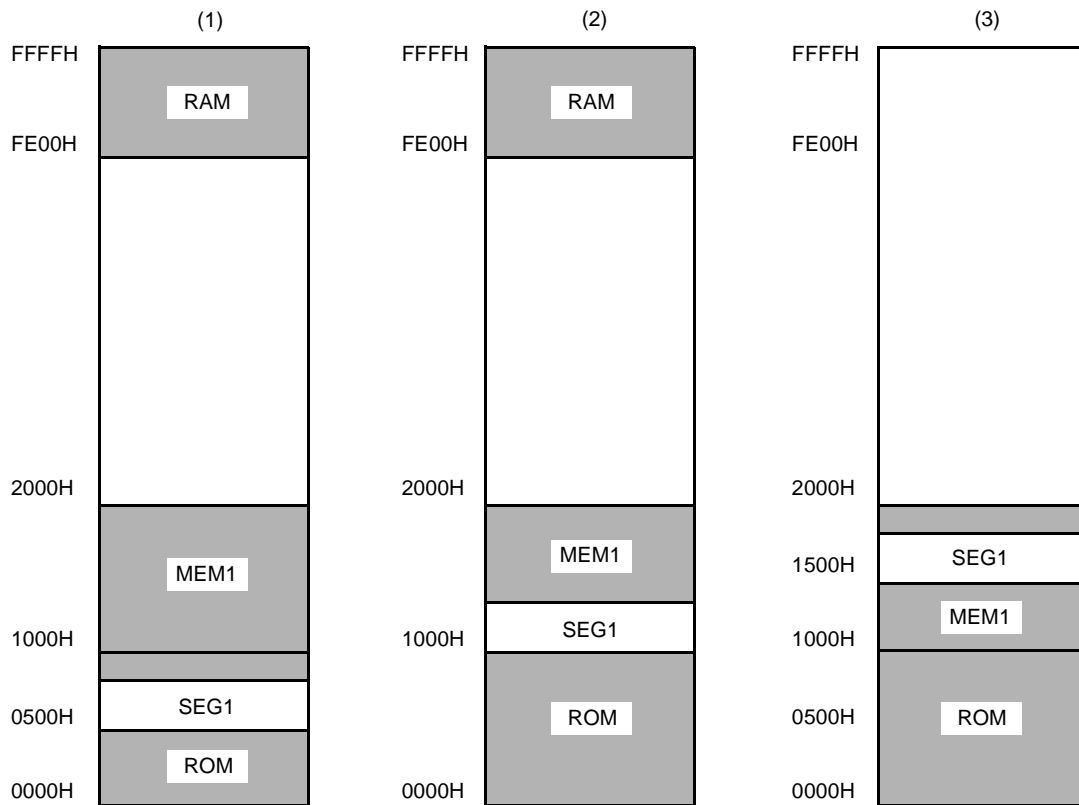 (1)
FFFFH
RAM
FE00H
2000H
MEM1
1000H
SEG1
0500H
ROM
0000H
(2)
FFFFH
RAM
FE00H
2000H
MEM1
1000H
SEG1
ROM
0000H
(3)
FFFFH
FE00H
2000H
SEG1
1500H
MEM1
1000H
0500H
ROM
0000H